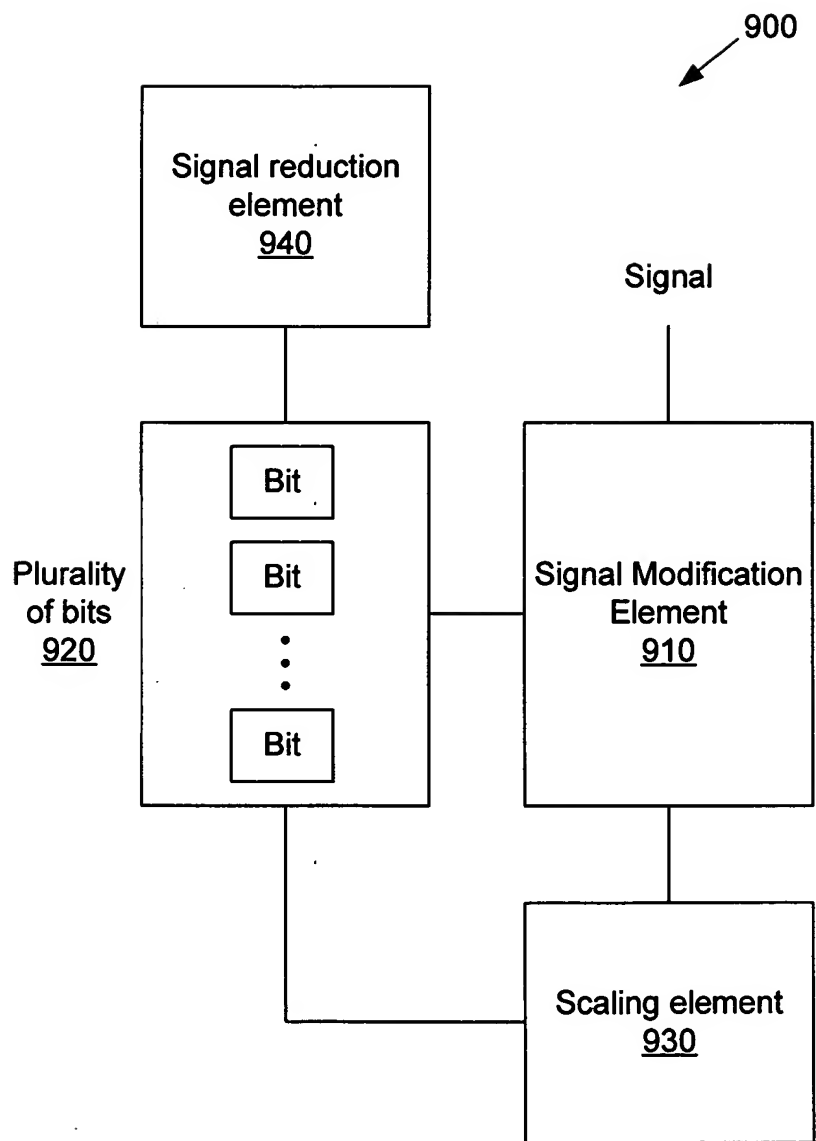 900
Signal reduction
element
940
Signal
Bit
Bit
Bit
Plurality
of bits
920
Signal Modification
Element
910
Scaling element
930